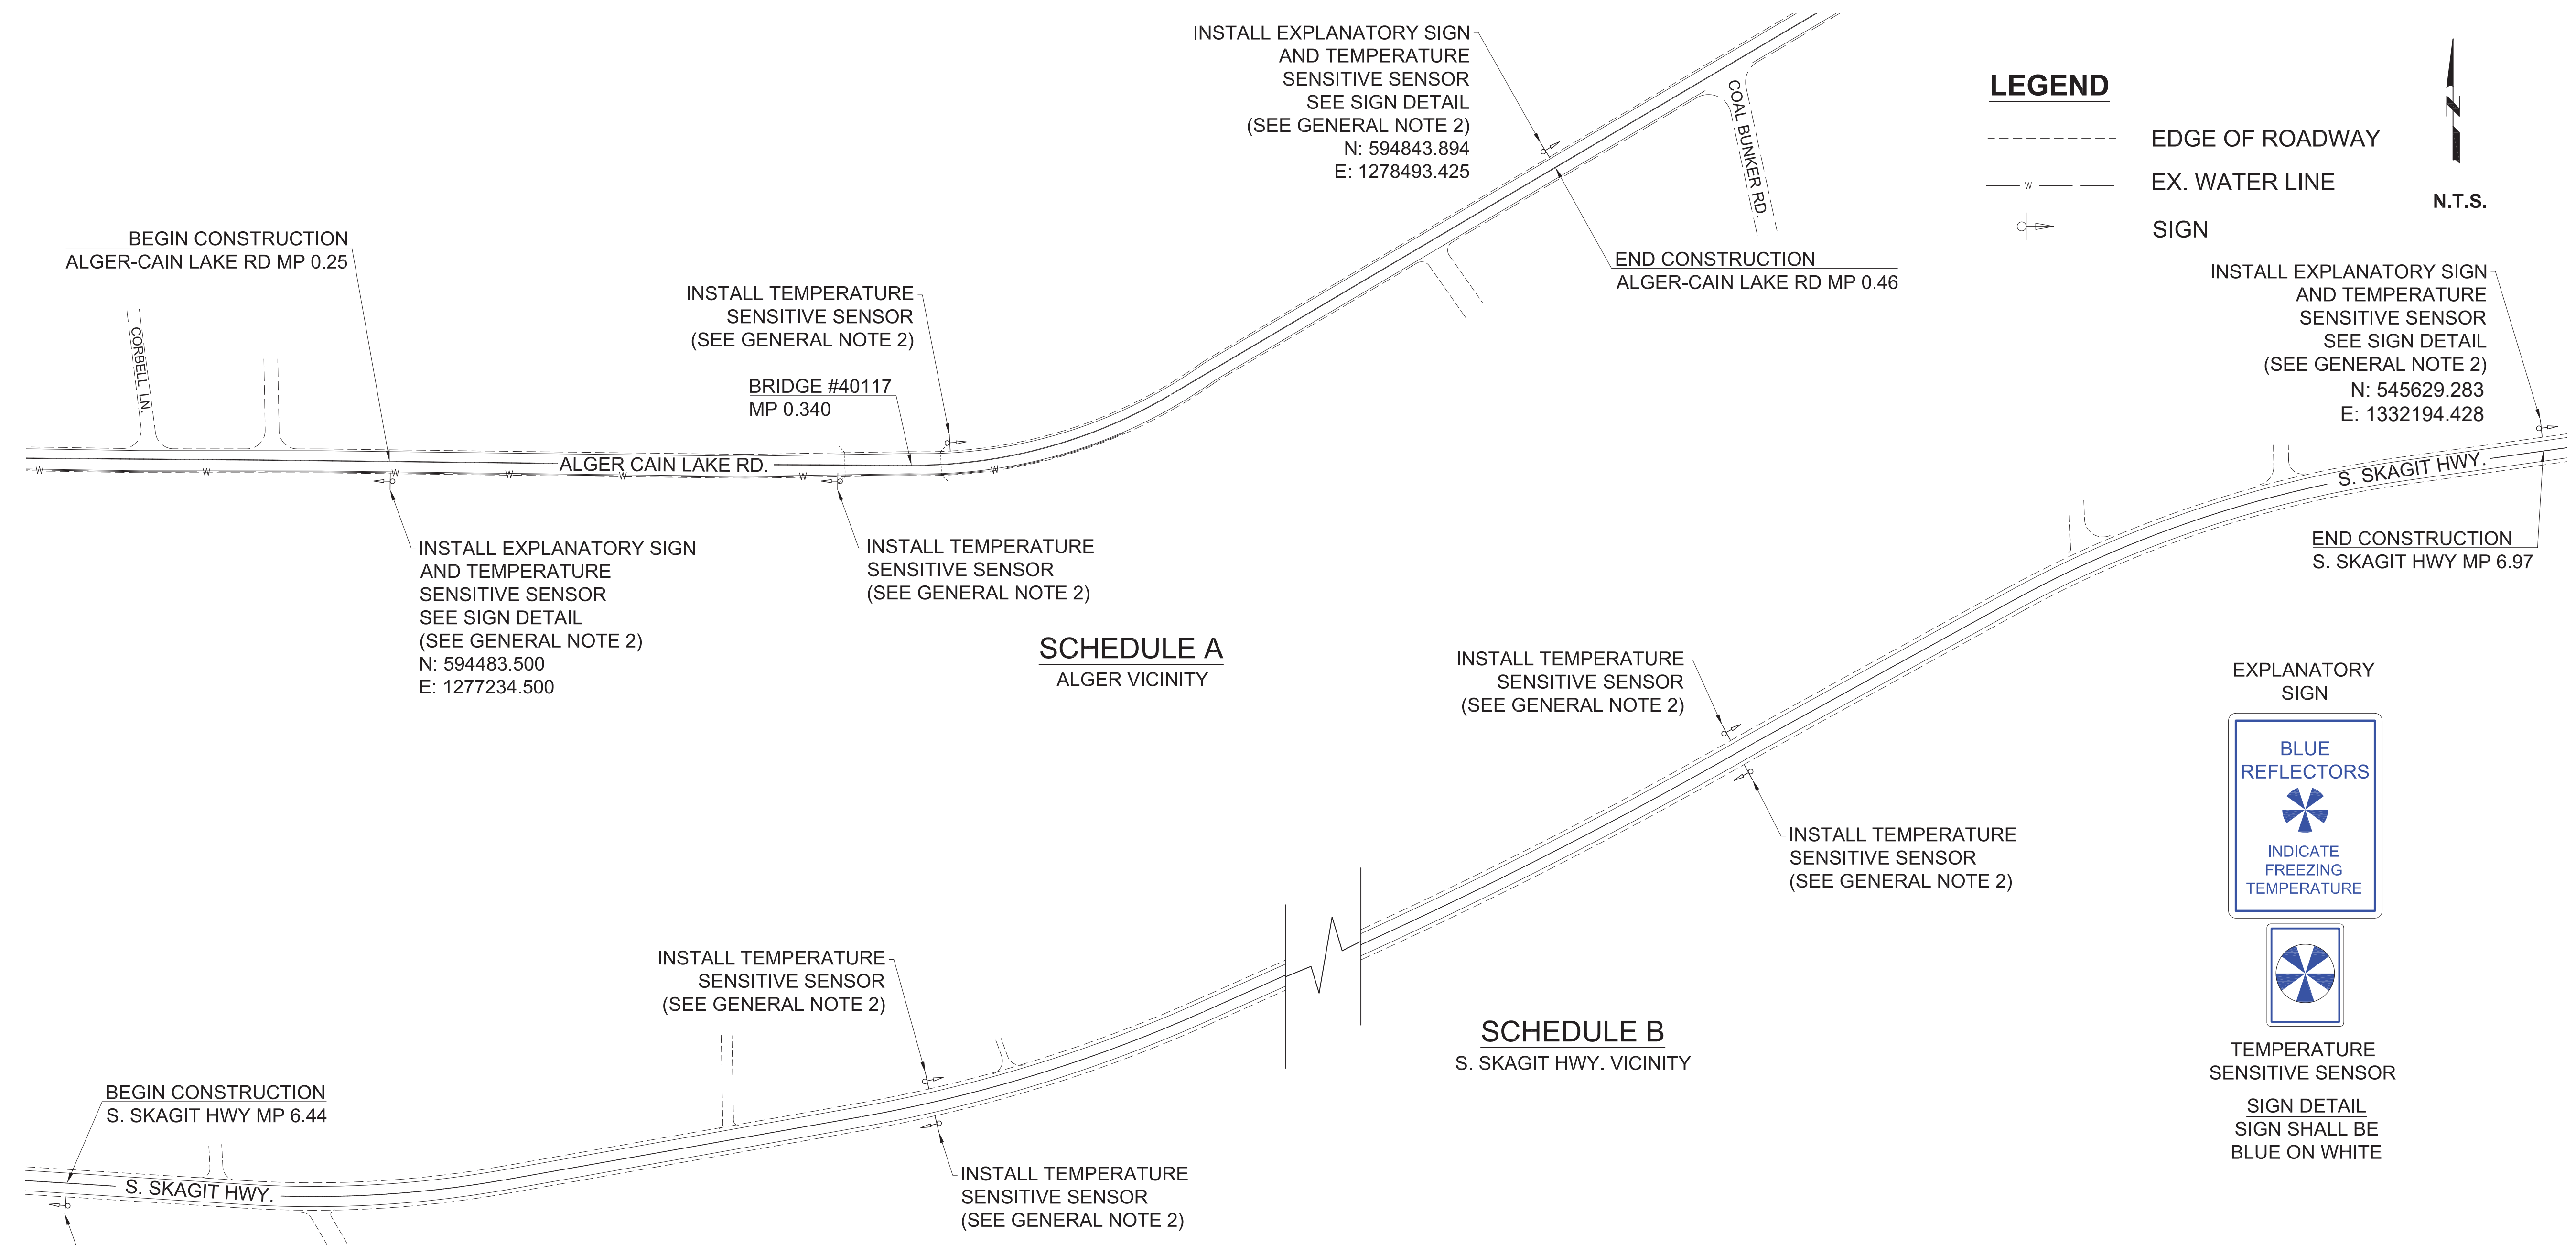 INSTALL EXPLANATORY SIGN
AND TEMPERATURE
SENSITIVE SENSOR
SEE SIGN DETAIL
(SEE GENERAL NOTE 2)
N: 594843.894
E: 1278493.425
COAL BUNKER RD.
LEGEND
EDGE OF ROADWAY
W
EX. WATER LINE
SIGN
N
N.T.S.
BEGIN CONSTRUCTION
ALGER-CAIN LAKE RD MP 0.25
CORBELL LN.
INSTALL TEMPERATURE
SENSITIVE SENSOR
(SEE GENERAL NOTE 2)
BRIDGE #40117
MP 0.340
END CONSTRUCTION
ALGER-CAIN LAKE RD MP 0.46
INSTALL EXPLANATORY SIGN
AND TEMPERATURE
SENSITIVE SENSOR
SEE SIGN DETAIL
(SEE GENERAL NOTE 2)
N: 545629.283
E: 1332194.428
ALGER CAIN LAKE RD.
W W W W W W W
INSTALL EXPLANATORY SIGN
AND TEMPERATURE
SENSITIVE SENSOR
SEE SIGN DETAIL
(SEE GENERAL NOTE 2)
N: 594483.500
E: 1277234.500
INSTALL TEMPERATURE
SENSITIVE SENSOR
(SEE GENERAL NOTE 2)
SCHEDULE A
ALGER VICINITY
S. SKAGIT HWY.
END CONSTRUCTION
S. SKAGIT HWY MP 6.97
INSTALL TEMPERATURE
SENSITIVE SENSOR
(SEE GENERAL NOTE 2)
INSTALL TEMPERATURE
SENSITIVE SENSOR
(SEE GENERAL NOTE 2)
EXPLANATORY
SIGN
BLUE
REFLECTORS
INDICATE
FREEZING
TEMPERATURE
TEMPERATURE
SENSITIVE SENSOR
SIGN DETAIL
SIGN SHALL BE
BLUE ON WHITE
SCHEDULE B
S. SKAGIT HWY. VICINITY
INSTALL TEMPERATURE
SENSITIVE SENSOR
(SEE GENERAL NOTE 2)
BEGIN CONSTRUCTION
S. SKAGIT HWY MP 6.44
S. SKAGIT HWY.
INSTALL TEMPERATURE
SENSITIVE SENSOR
(SEE GENERAL NOTE 2)